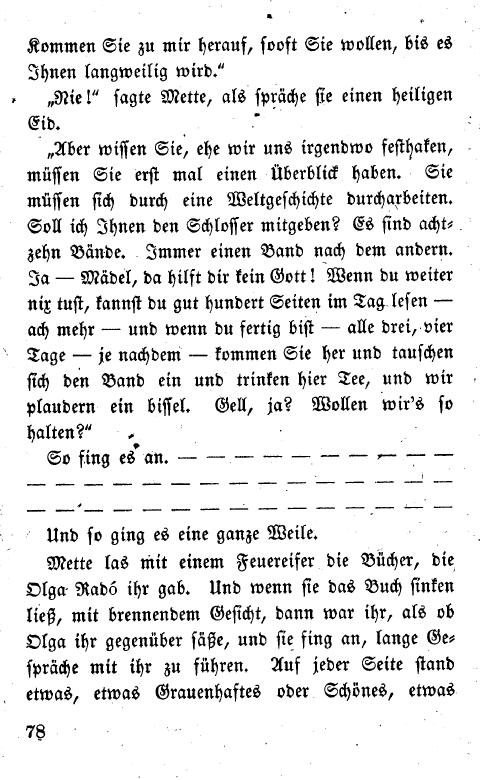 Kommen Sie zu mir herauf, sooft Sie wollen, bis es
Ihnen langweilig wird.“
„Nie!“ sagte Mette, als spräche sie einen heiligen
Eid.
„Aber wissen Sie, ehe wir uns irgendwo festhaken,
müssen Sie erst mal einen Überblick haben. Sie
müssen sich durch eine Weltgeschichte durcharbeiten.
Soll ich Ihnen den Schlosser mitgeben? Es sind acht-
zehn Bände. Immer einen Band nach dem andern.
Ja — Mädel, da hilft dir kein Gott! Wenn du weiter
nix tust, kannst du gut hundert Seiten im Tag lesen —
ach mehr — und wenn du fertig bist — alle drei, vier
Tage — je nachdem — kommen Sie her und tauschen
sich den Band ein und trinken hier Tee, und wir
plaudern ein bissel. Gell, ja? Wollen wir's so
halten?“
So fing es an. — — — — — — — — — —
— — — — — — — — — — — — — — — —
— — — — — — — — — — — — — — — —
Und so ging es eine ganze Weile.
Mette las mit einem Feuereifer die Bücher, die
Olga Radó ihr gab. Und wenn sie das Buch sinken
ließ, mit brennendem Gesicht, dann war ihr, als ob
Olga ihr gegenüber säße, und sie fing an, lange Ge-
spräche mit ihr zu führen. Auf jeder Seite stand
etwas, etwas Grauenhaftes oder Schönes, etwas
78